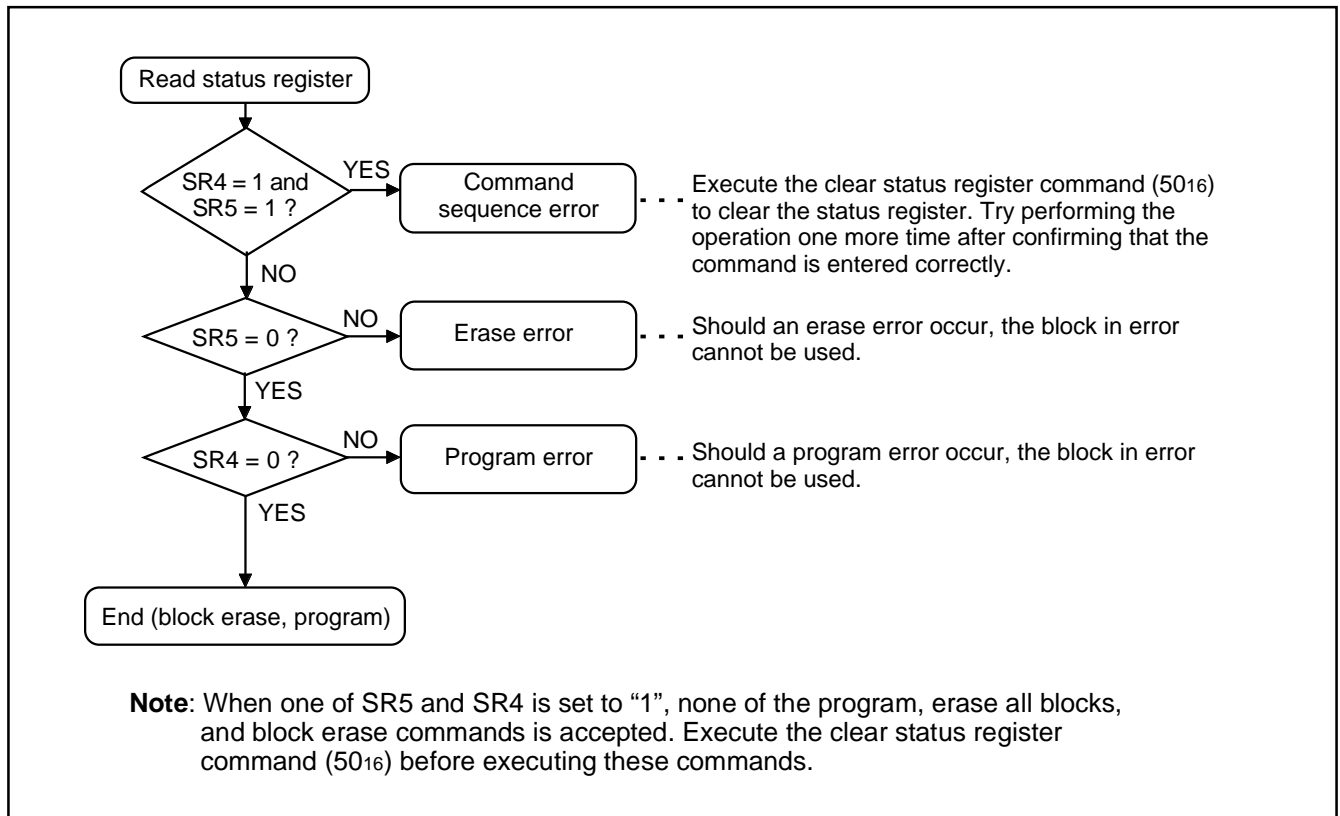 Read status register
SR4 = 1 and
SR5 = 1 ?
YES
Command
sequence error
Execute the clear status register command (5016)
to clear the status register. Try performing the
operation one more time after confirming that the
command is entered correctly.
NO
SR5 = 0 ?
NO
Erase error
Should an erase error occur, the block in error
cannot be used.
YES
SR4 = 0 ?
NO
Program error
Should a program error occur, the block in error
cannot be used.
YES
End (block erase, program)
Note: When one of SR5 and SR4 is set to “1”, none of the program, erase all blocks,
and block erase commands is accepted. Execute the clear status register
command (5016) before executing these commands.